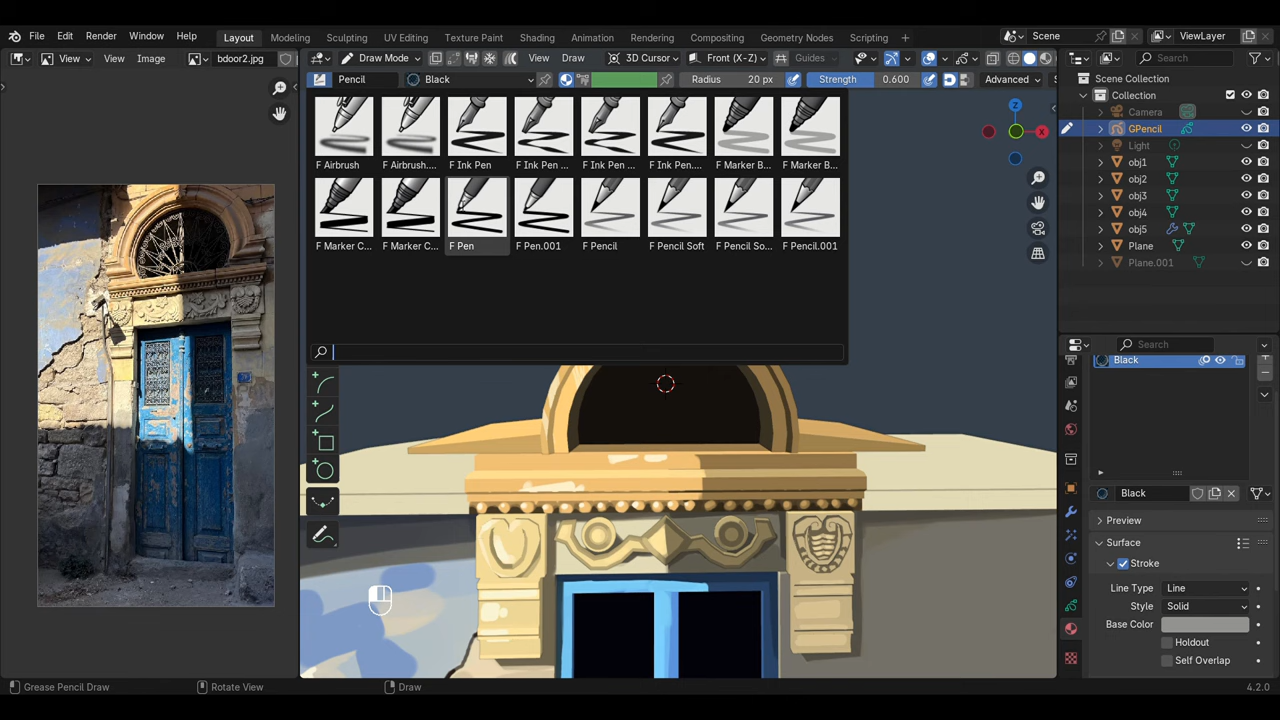 File Edit Render Window Help Layout Modeling Sculpting UV Editing Texture Paint Shading Animation Rendering Compositing Geometry Nodes Scripting Scene ViewLayer
View Image bdoor2.jpg Draw Mode View Draw 3D Cursor Front (X-Z) Guides Search
Pencil Black Radius 20 px Strength 0.600 Advanced Scene Collection
Collection
Camera
GPencil
Light
obj1
obj2
obj3
obj4
obj5
Plane
Plane.001
Z
X
F Airbrush F Airbrush.... F Ink Pen F Ink Pen ... F Ink Pen ... F Ink Pen.... F Marker B... F Marker B...
F Marker C... F Marker C... F Pen F Pen.001 F Pencil F Pencil Soft F Pencil So... F Pencil.001
Search
Black
Black
Preview
Surface
Stroke
Line Type Line
Style Solid
Base Color
Holdout
Self Overlap
Grease Pencil Draw Rotate View Draw 4.2.0